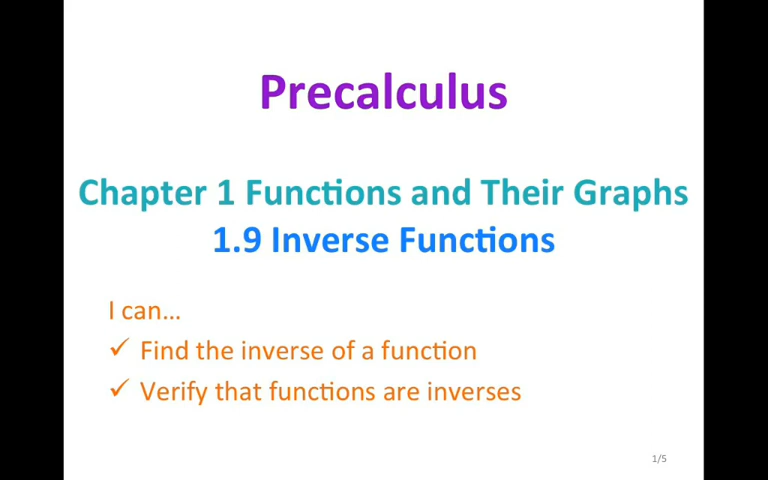 Precalculus
Chapter 1 Functions and Their Graphs
1.9 Inverse Functions
I can…
✓ Find the inverse of a function
✓ Verify that functions are inverses
1/5